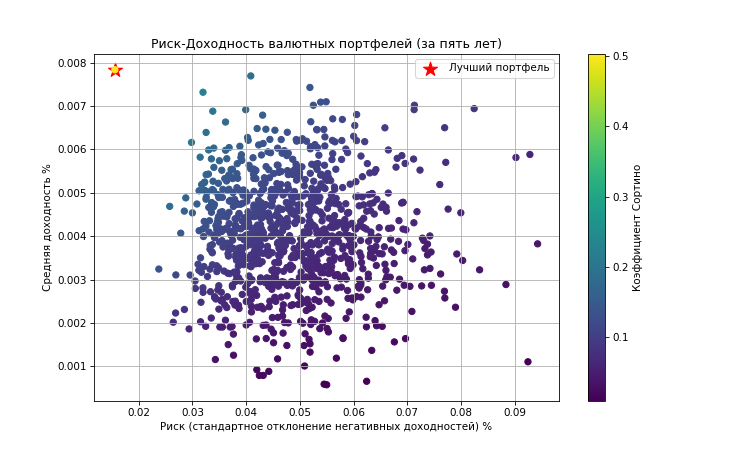 Риск-Доходность валютных портфелей (за пять лет)
Лучший портфель
Средняя доходность %
0.008
0.007
0.006
0.005
0.004
0.003
0.002
0.001
0.02 0.03 0.04 0.05 0.06 0.07 0.08 0.09
Риск (стандартное отклонение негативных доходностей) %
0.5
0.4
0.3
0.2
0.1
Коэффициент Сортино